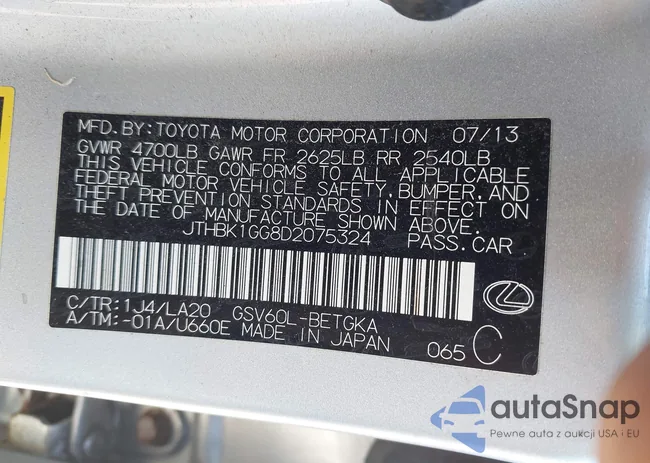 MFD.BY:TOYOTA MOTOR CORPORATION 07/13
GVWR 4700LB GAWR FR 2625LB RR 2540LB
THIS VEHICLE CONFORMS TO ALL APPLICABLE
FEDERAL MOTOR VEHICLE SAFETY, BUMPER, AND
THEFT PREVENTION STANDARDS IN EFFECT ON
THE DATE OF MANUFACTURE SHOWN ABOVE.
JTHBK1GG8D2075324 PASS.CAR
C/TR:1J4/LA20 GSV60L-BETGKA
A/TM:-01A/U660E MADE IN JAPAN 065 C
autaSnap
Pewne auta z aukcji USA i EU